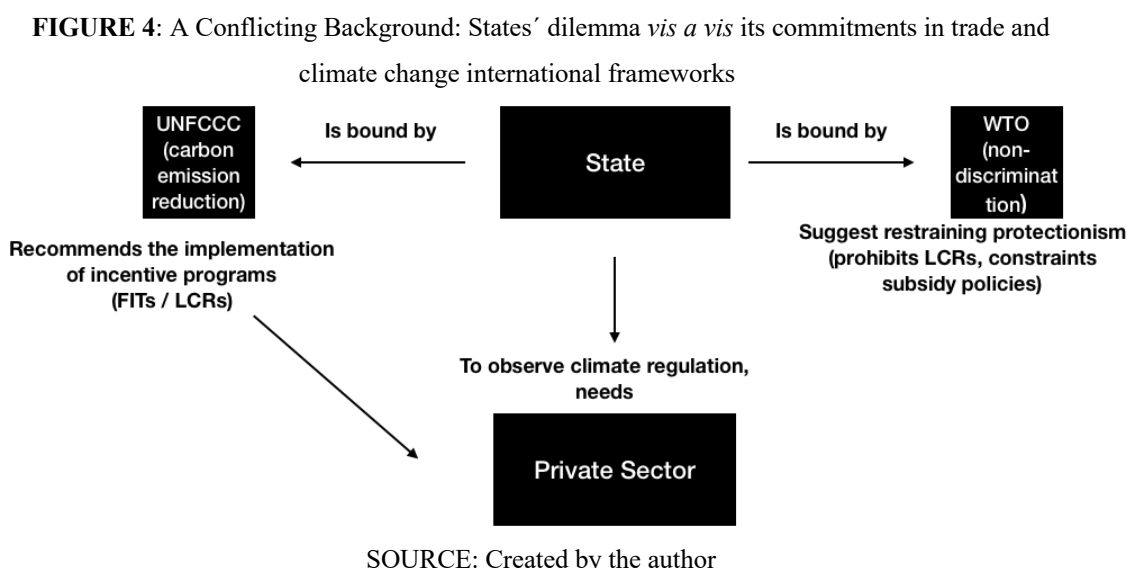 FIGURE 4: A Conflicting Background: States´ dilemma vis a vis its commitments in trade and
climate change international frameworks
UNFCCC
(carbon
emission
reduction)
Is bound by
State
Is bound by
WTO
(non-
discriminat
tion)
Recommends the implementation
of incentive programs
(FITs / LCRs)
Suggest restraining protectionism
(prohibits LCRs, constraints
subsidy policies)
To observe climate regulation,
needs
Private Sector
SOURCE: Created by the author